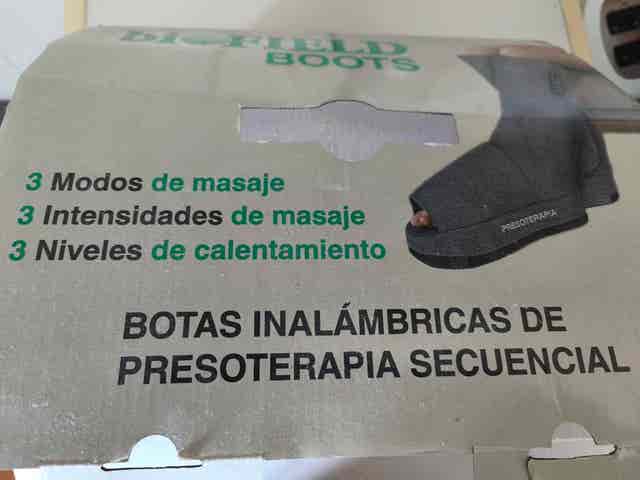 BIOFIELD
BOOTS
3 Modos de masaje
3 Intensidades de masaje
3 Niveles de calentamiento
PRESOTERAPIA
BOTAS INALÁMBRICAS DE
PRESOTERAPIA SECUENCIAL